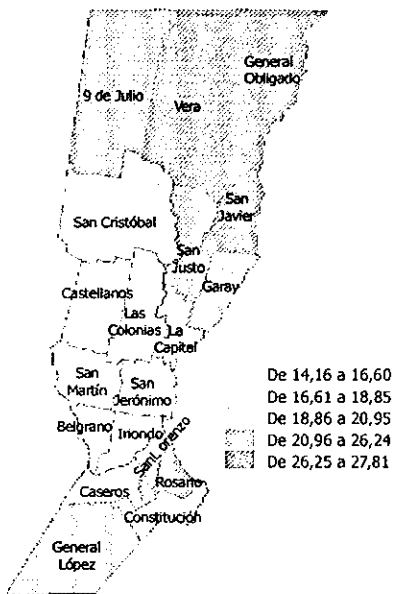 General
Obligado
9 de Julio
Vera
San Cristóbal
San
Javier
San
Justo
Garay
Castellanos
Las
Colonias
La
Capital
San
Martín
San
Jerónimo
Belgrano
Iriondo
San Lorenzo
Caseros
Rosario
Constitución
General
López
De 14,16 a 16,60
De 16,61 a 18,85
De 18,86 a 20,95
De 20,96 a 26,24
De 26,25 a 27,81